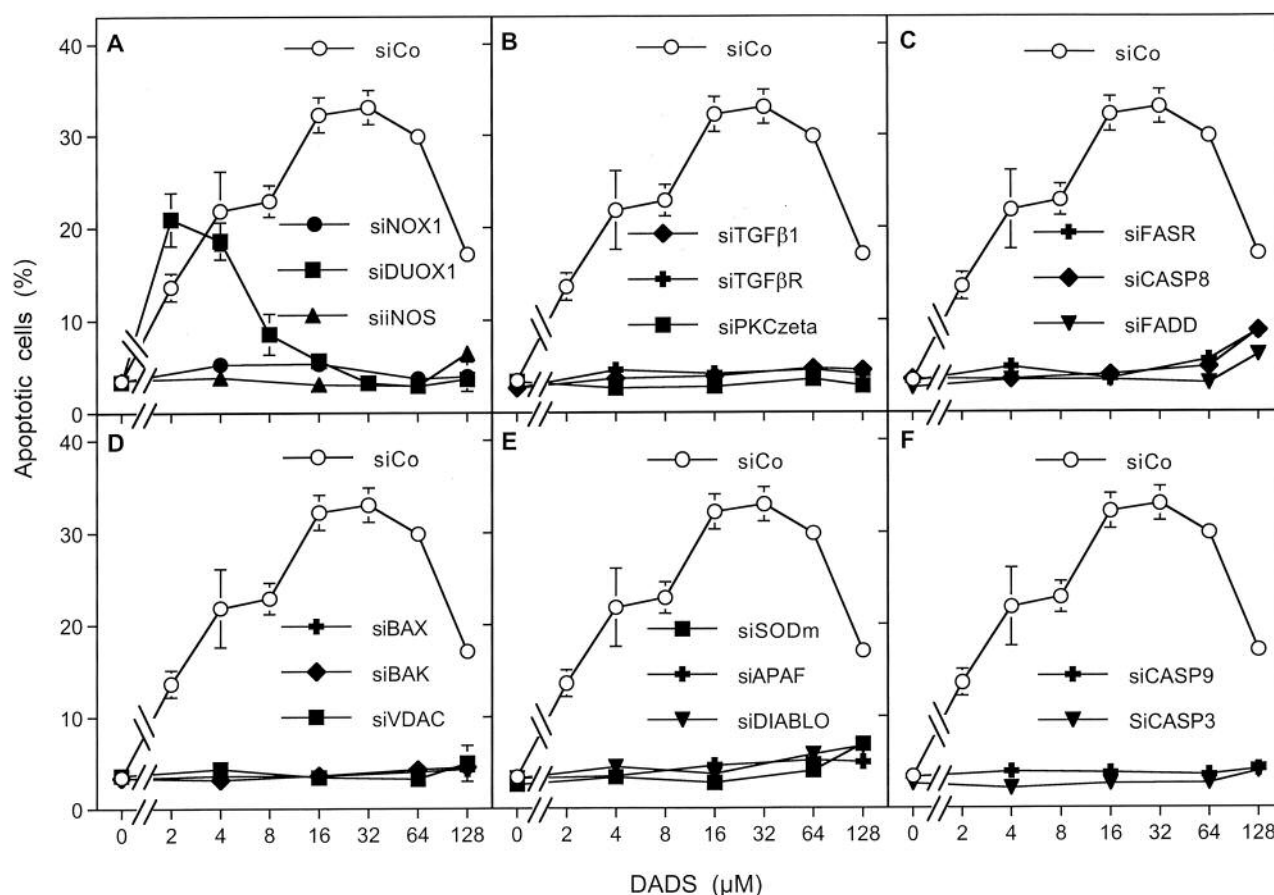 A
siCo
siNOX1
siDUOX1
siiNOS
B
siCo
siTGFβ1
siTGFβR
siPKCzeta
C
siCo
siFASR
siCASP8
siFADD
40
30
20
10
0
D
siCo
siBAX
siBAK
siVDAC
E
siCo
siSODm
siAPAF
siDIABLO
F
siCo
siCASP9
SiCASP3
40
30
20
10
0
Apoptotic cells (%)
0 2 4 8 16 32 64 128
0 2 4 8 16 32 64 128
0 2 4 8 16 32 64 128
DADS (µM)